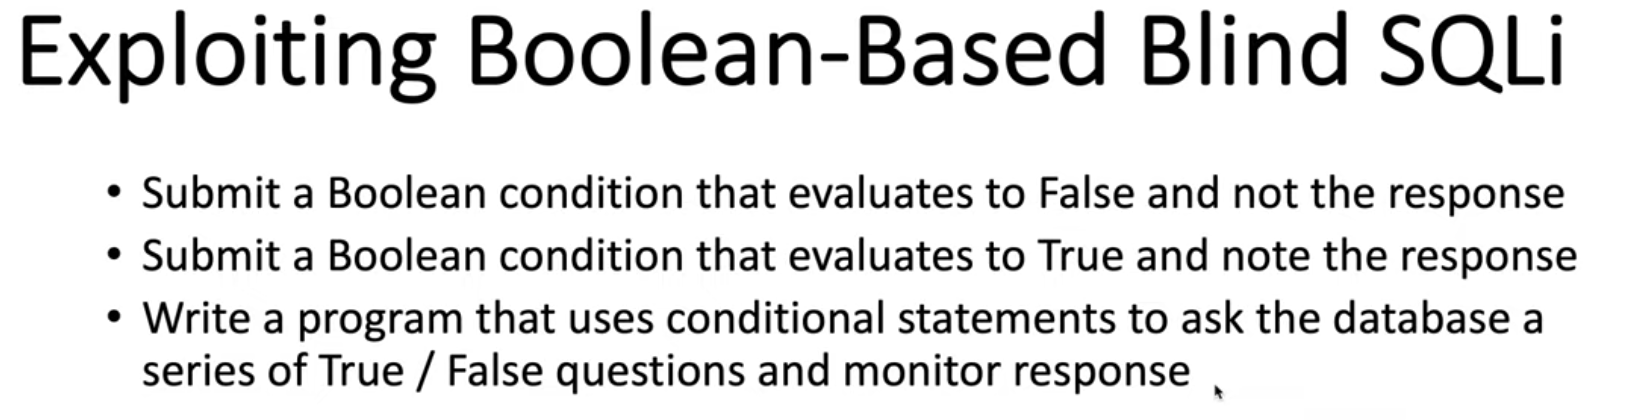 Exploiting Boolean-Based Blind SQLi
• Submit a Boolean condition that evaluates to False and not the response
• Submit a Boolean condition that evaluates to True and note the response
• Write a program that uses conditional statements to ask the database a
series of True / False questions and monitor response